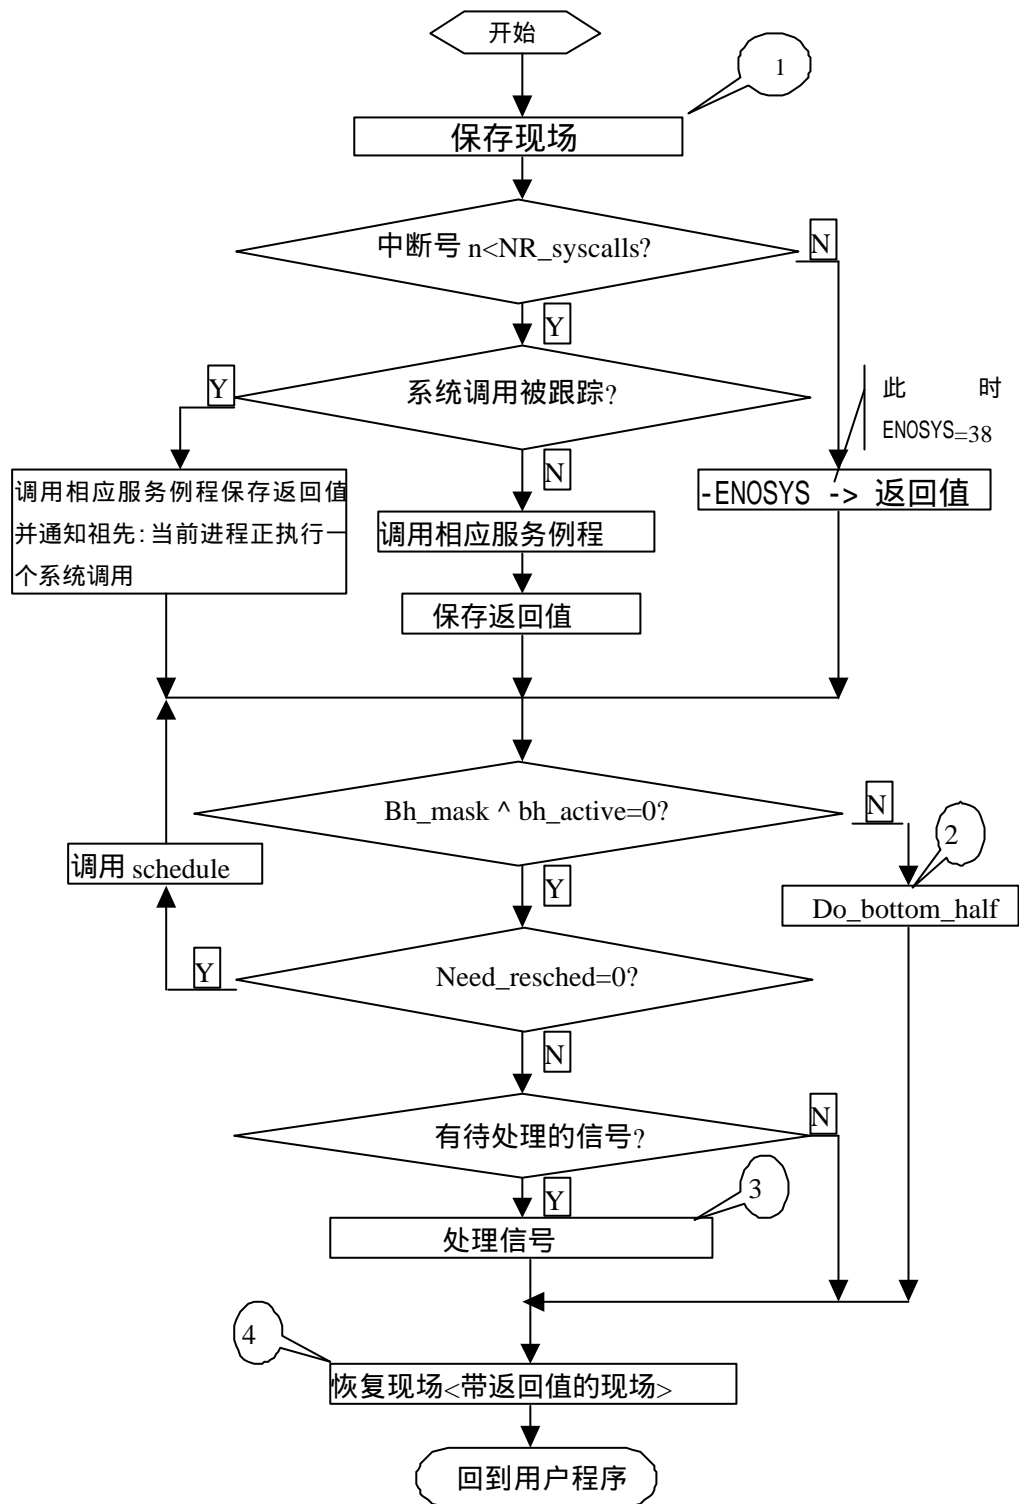 开始
1
保存现场
中断号 n<NR_syscalls?
N
Y
系统调用被跟踪?
Y
此 时
ENOSYS=38
N
-ENOSYS -> 返回值
调用相应服务例程保存返回值
并通知祖先:当前进程正执行一
个系统调用
调用相应服务例程
保存返回值
Bh_mask ^ bh_active=0?
N
2
调用 schedule
Y
Do_bottom_half
Need_resched=0?
Y
N
有待处理的信号?
N
Y
3
处理信号
4
恢复现场<带返回值的现场>
回到用户程序